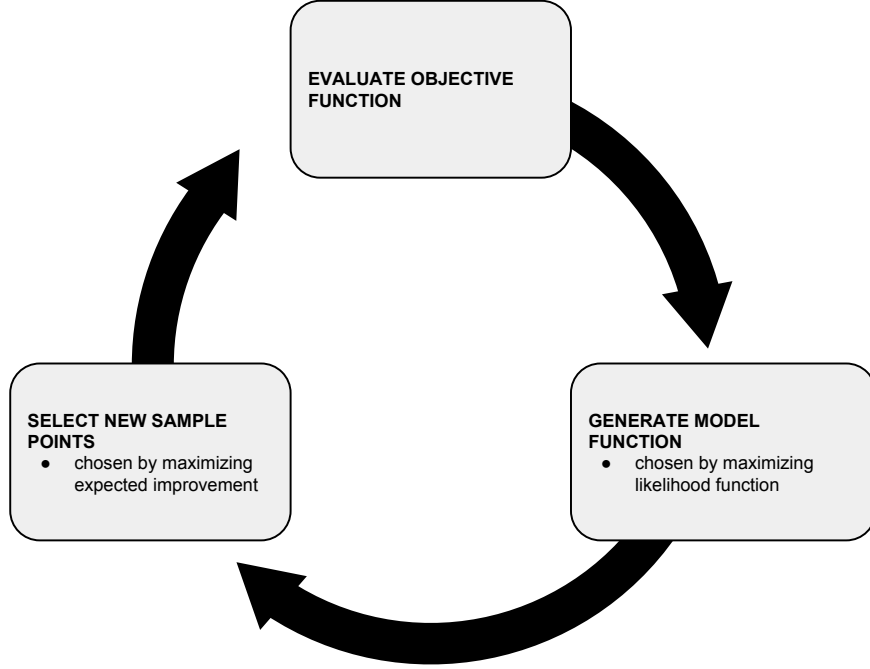 EVALUATE OBJECTIVE
FUNCTION
SELECT NEW SAMPLE
POINTS
● chosen by maximizing
expected improvement
GENERATE MODEL
FUNCTION
● chosen by maximizing
likelihood function